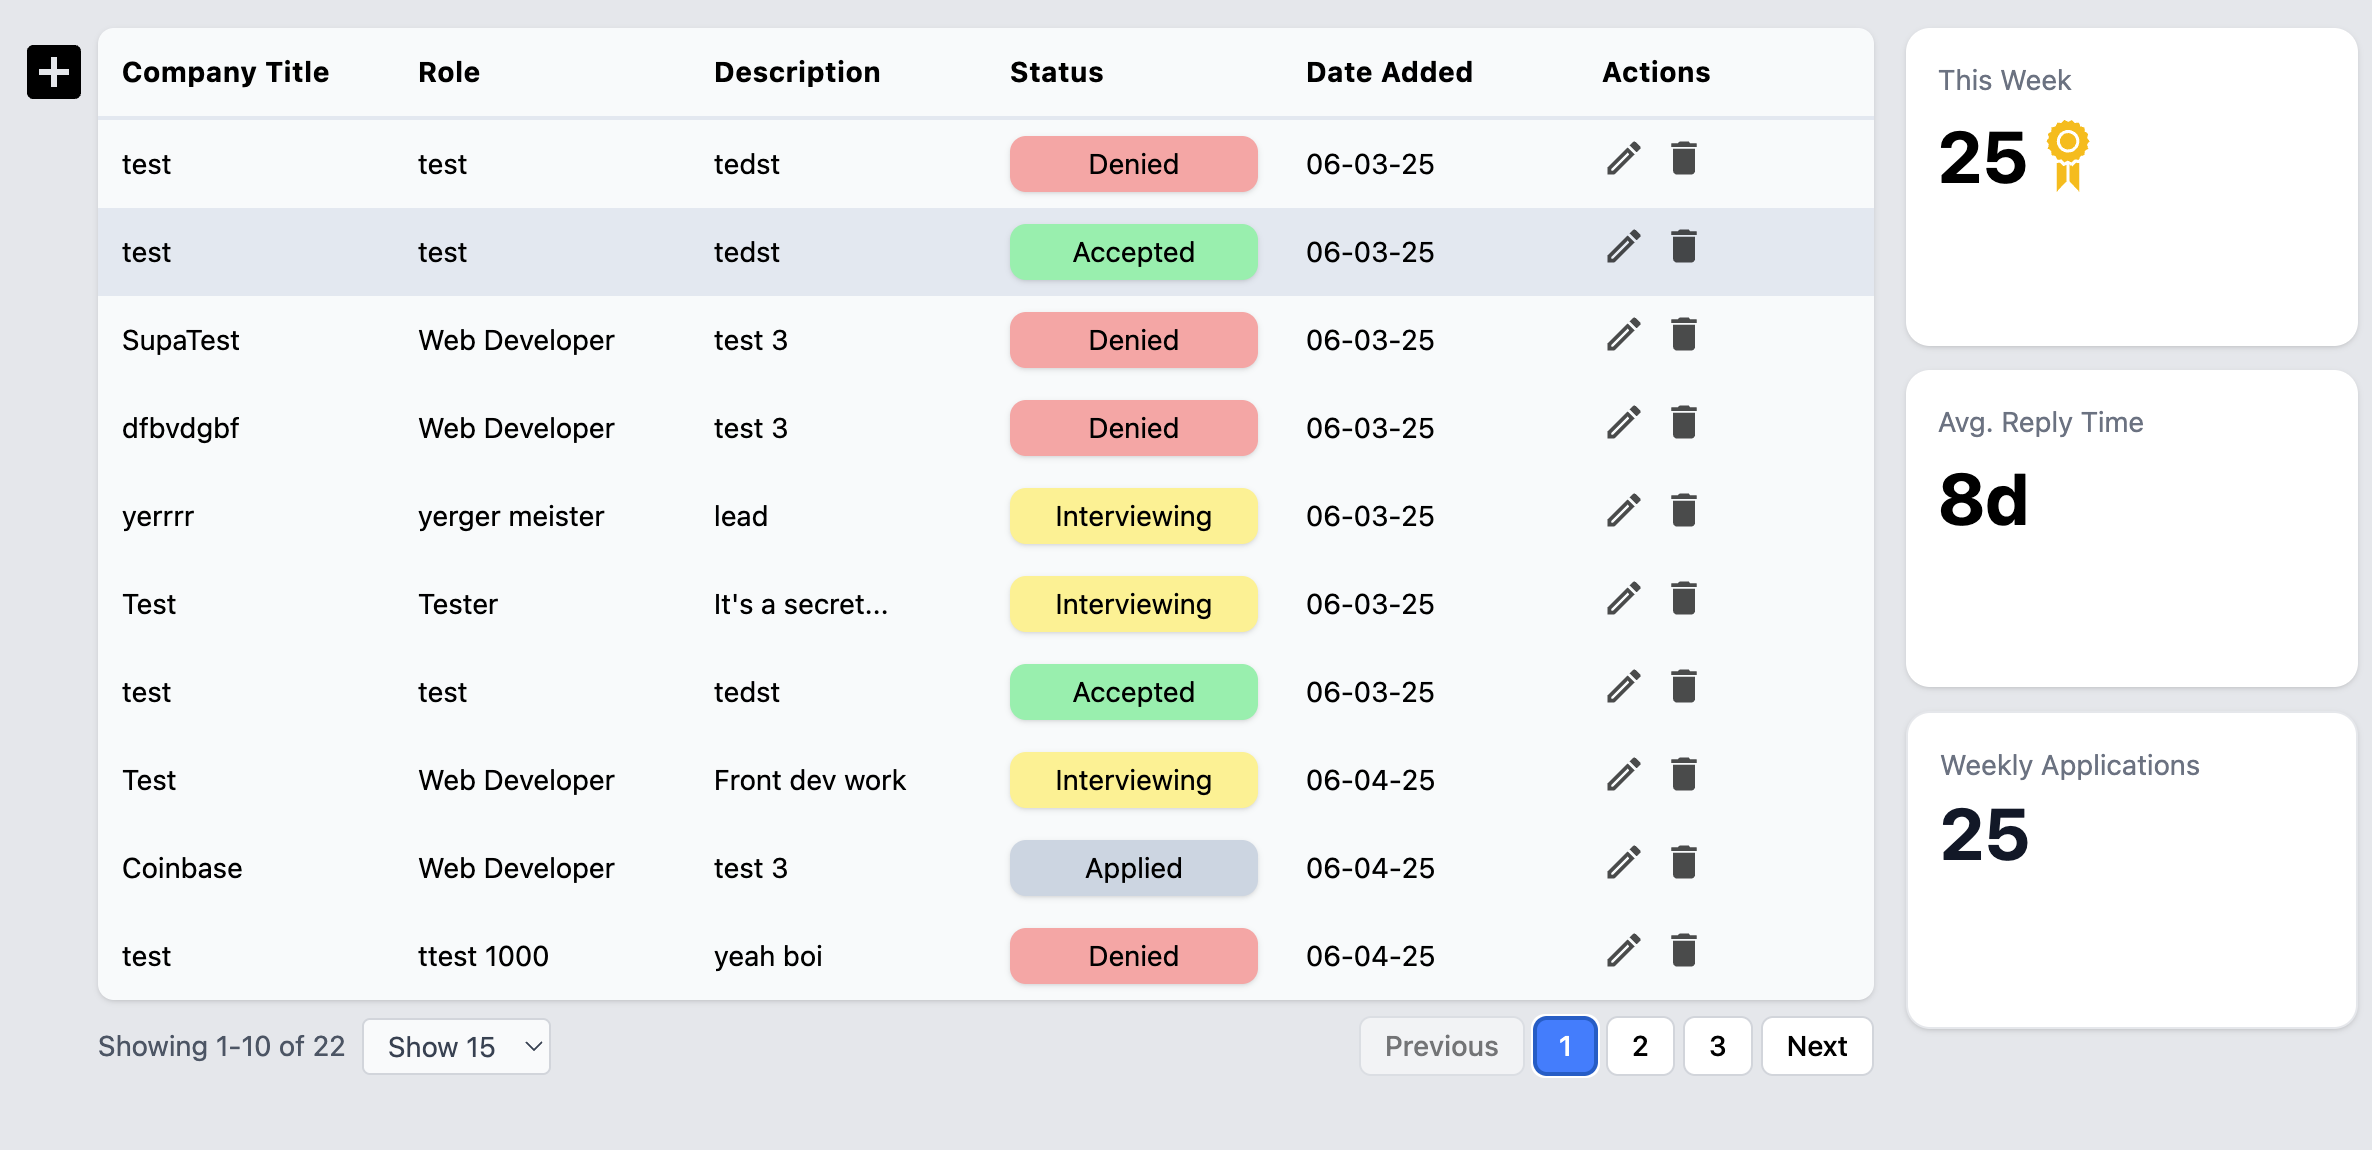 Company Title Role Description Status Date Added Actions
test test tedst Denied 06-03-25
test test tedst Accepted 06-03-25
SupaTest Web Developer test 3 Denied 06-03-25
dfbvdgbf Web Developer test 3 Denied 06-03-25
yerrrr yerger meister lead Interviewing 06-03-25
Test Tester It's a secret... Interviewing 06-03-25
test test tedst Accepted 06-03-25
Test Web Developer Front dev work Interviewing 06-04-25
Coinbase Web Developer test 3 Applied 06-04-25
test ttest 1000 yeah boi Denied 06-04-25
Showing 1-10 of 22 Show 15 Previous 1 2 3 Next
This Week
25
Avg. Reply Time
8d
Weekly Applications
25